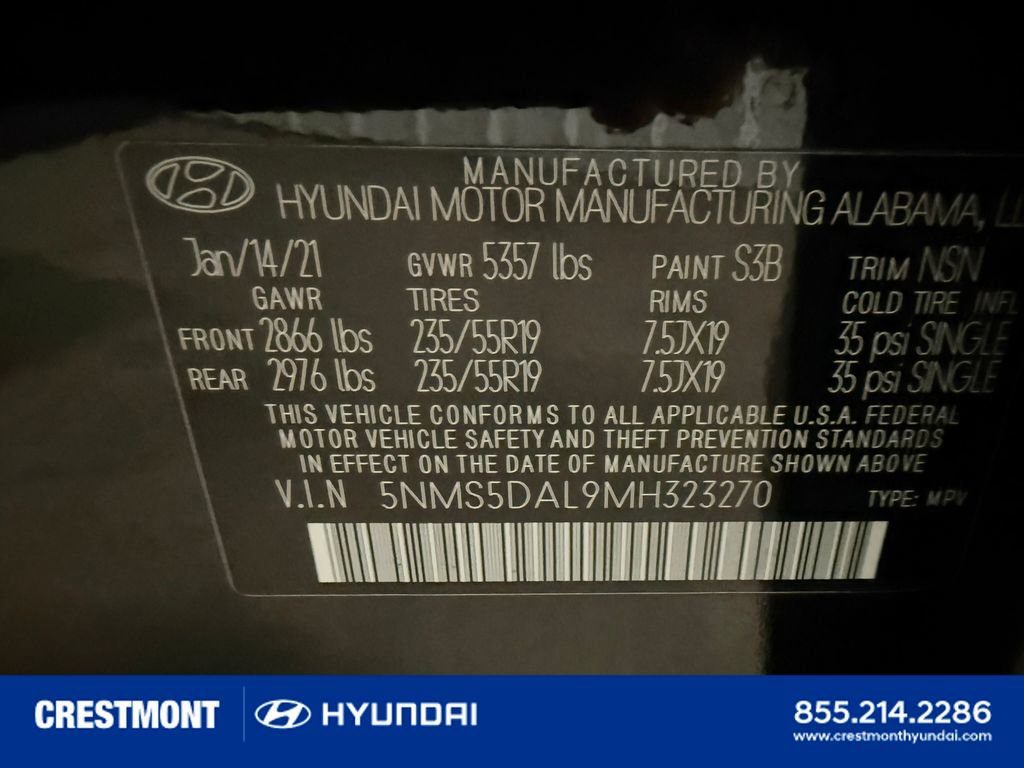 MANUFACTURED BY
HYUNDAI MOTOR MANUFACTURING ALABAMA,
Jan/14/21 GVWR 5357 lbs PAINT S3B TRIM NSN
GAWR TIRES RIMS COLD TIRE INFL
FRONT 2866 lbs 235/55R19 7.5JX19 35 psi SINGLE
REAR 2976 lbs 235/55R19 7.5JX19 35 psi SINGLE
THIS VEHICLE CONFORMS TO ALL APPLICABLE U.S.A. FEDERAL
MOTOR VEHICLE SAFETY AND THEFT PREVENTION STANDARDS
IN EFFECT ON THE DATE OF MANUFACTURE SHOWN ABOVE
V.I.N 5NMS5DAL9MH323270 TYPE: MPV
CRESTMONT HYUNDAI 855.214.2286
www.crestmonthyundai.com